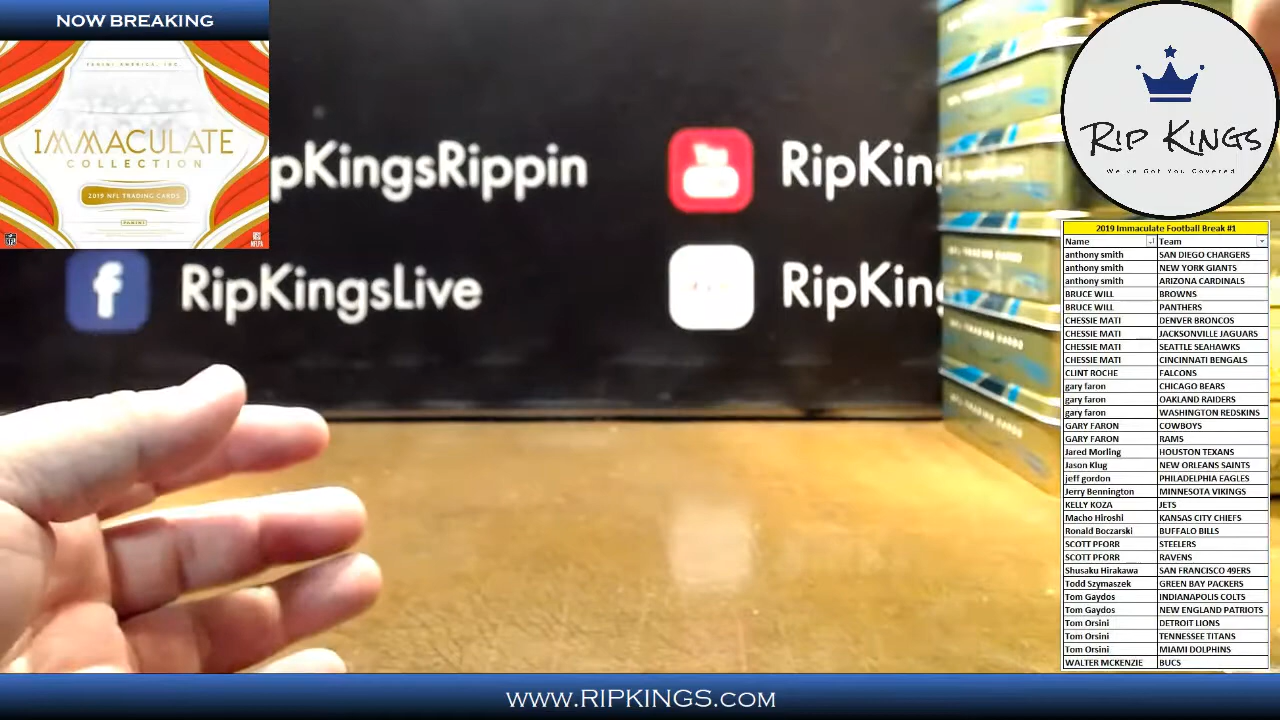 NOW BREAKING
PANINI AMERICA, INC.
IMMACULATE
COLLECTION
2019 NFL TRADING CARDS
PANINI
NFL
pKingsRippin
RipKin
RipKingsLive
RipKing
Rip Kings
We've Got You Covered
2019 Immaculate Football Break #1
Name Team
anthony smith SAN DIEGO CHARGERS
anthony smith NEW YORK GIANTS
anthony smith ARIZONA CARDINALS
BRUCE WILL BROWNS
BRUCE WILL PANTHERS
CHESSIE MATI DENVER BRONCOS
CHESSIE MATI JACKSONVILLE JAGUARS
CHESSIE MATI SEATTLE SEAHAWKS
CHESSIE MATI CINCINNATI BENGALS
CLINT ROCHE FALCONS
gary faron CHICAGO BEARS
gary faron OAKLAND RAIDERS
gary faron WASHINGTON REDSKINS
GARY FARON COWBOYS
GARY FARON RAMS
Jared Morling HOUSTON TEXANS
Jason Klug NEW ORLEANS SAINTS
jeff gordon PHILADELPHIA EAGLES
Jerry Bennington MINNESOTA VIKINGS
KELLY KOZA JETS
Macho Hiroshi KANSAS CITY CHIEFS
Ronald Boczarski BUFFALO BILLS
SCOTT PFORR STEELERS
SCOTT PFORR RAVENS
Shusaku Hirakawa SAN FRANCISCO 49ERS
Todd Szymaszek GREEN BAY PACKERS
Tom Gaydos INDIANAPOLIS COLTS
Tom Gaydos NEW ENGLAND PATRIOTS
Tom Orsini DETROIT LIONS
Tom Orsini TENNESSEE TITANS
Tom Orsini MIAMI DOLPHINS
WALTER MCKENZIE BUCS
WWW.RIPKINGS.COM